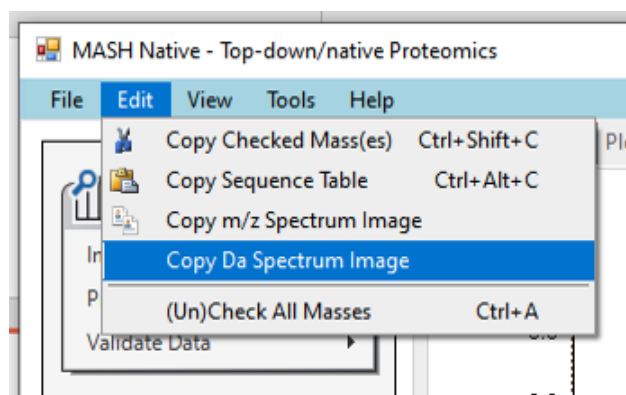 MASH Native - Top-down/native Proteomics
File Edit View Tools Help
Copy Checked Mass(es) Ctrl+Shift+C
Copy Sequence Table Ctrl+Alt+C
Copy m/z Spectrum Image
Copy Da Spectrum Image
(Un)Check All Masses Ctrl+A
Validate Data